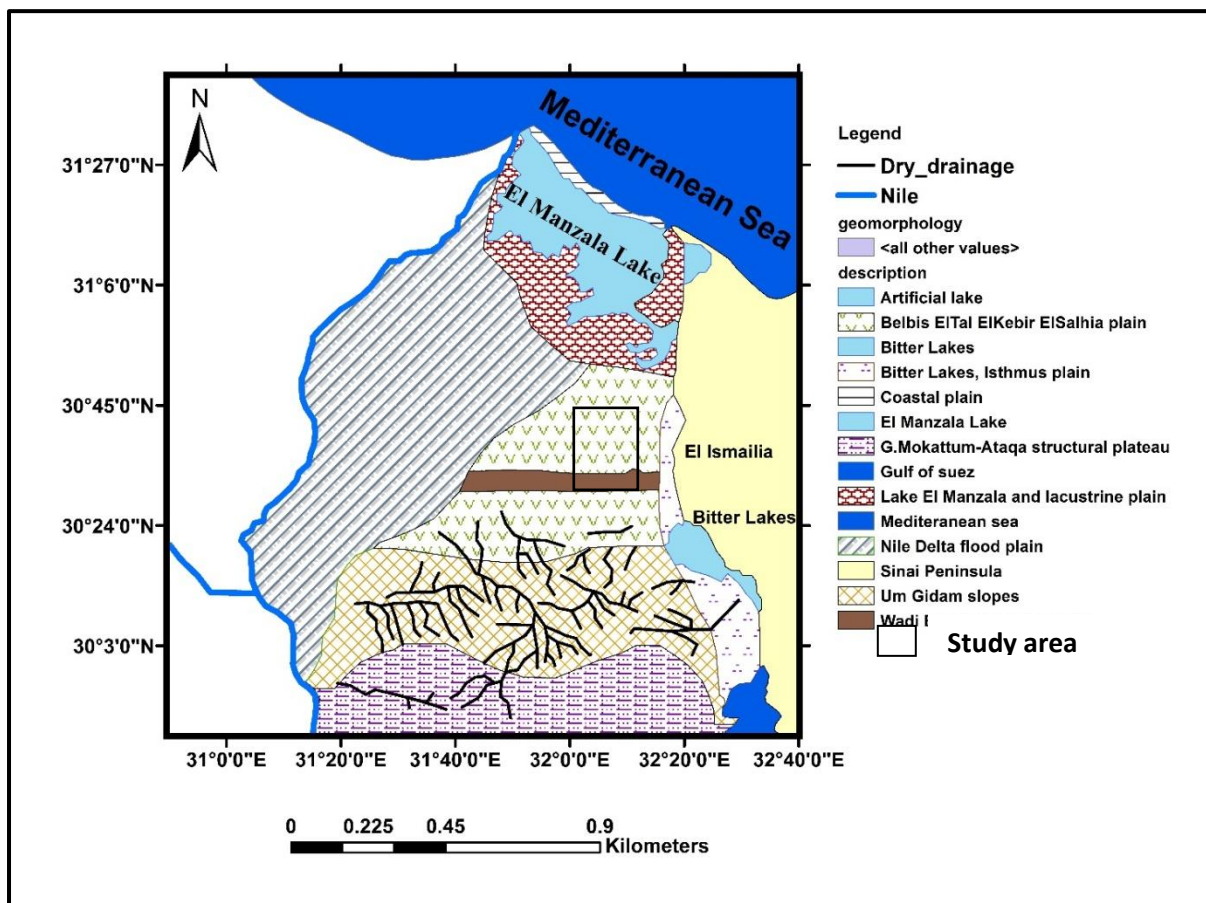 N
Mediterranean Sea
El Manzala Lake
El Ismailia
Bitter Lakes
31°27'0"N
31°6'0"N
30°45'0"N
30°24'0"N
30°3'0"N
31°0'0"E 31°20'0"E 31°40'0"E 32°0'0"E 32°20'0"E 32°40'0"E
0 0.225 0.45 0.9
Kilometers
Legend
Dry_drainage
Nile
geomorphology
<all other values>
description
Artificial lake
Belbis ElTal ElKebir ElSalhia plain
Bitter Lakes
Bitter Lakes, Isthmus plain
Coastal plain
El Manzala Lake
G.Mokattum-Ataqa structural plateau
Gulf of suez
Lake El Manzala and lacustrine plain
Mediteranean sea
Nile Delta flood plain
Sinai Peninsula
Um Gidam slopes
Wadi
Study area